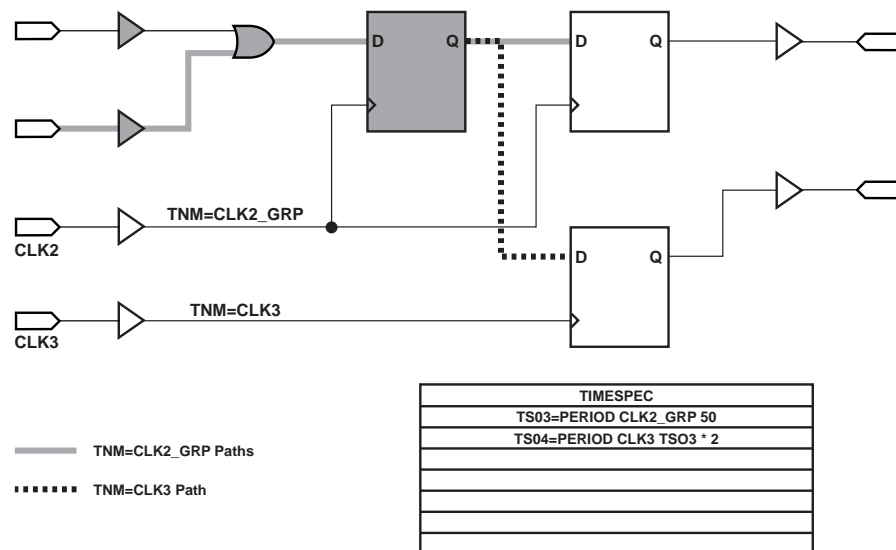 D Q
D Q
TNM=CLK2_GRP
CLK2
D Q
TNM=CLK3
CLK3
TIMESPEC
TS03=PERIOD CLK2_GRP 50
TS04=PERIOD CLK3 TSO3 * 2
TNM=CLK2_GRP Paths
TNM=CLK3 Path